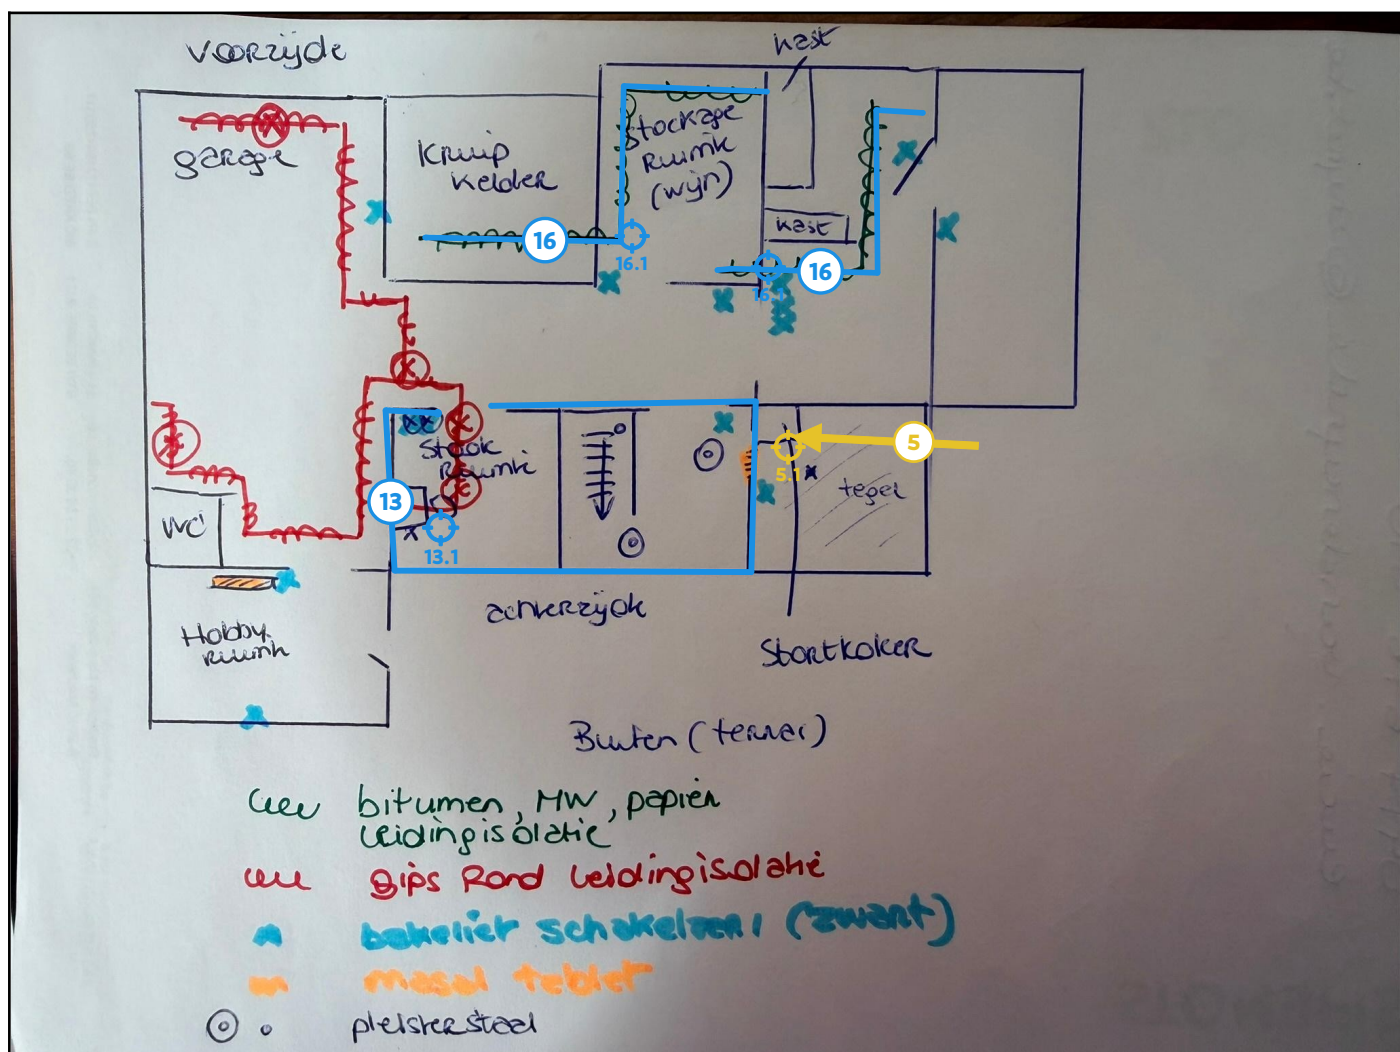 Voorzijde
kast
garage
Kruip
kelder
Stockage
Ruimte
(wijn)
kast
16
16.1
16
16.1
Stook
Ruimte
13
13.1
5
5.1
tegel
WC
achterzijde
Hobby
ruimte
Stortkoker
Buiten (terras)
bitumen, MW, papier
leidingisolatie
gips Rond leidingisolatie
bakeliet schakelaars (zwart)
masal tablet
pleisterstaal